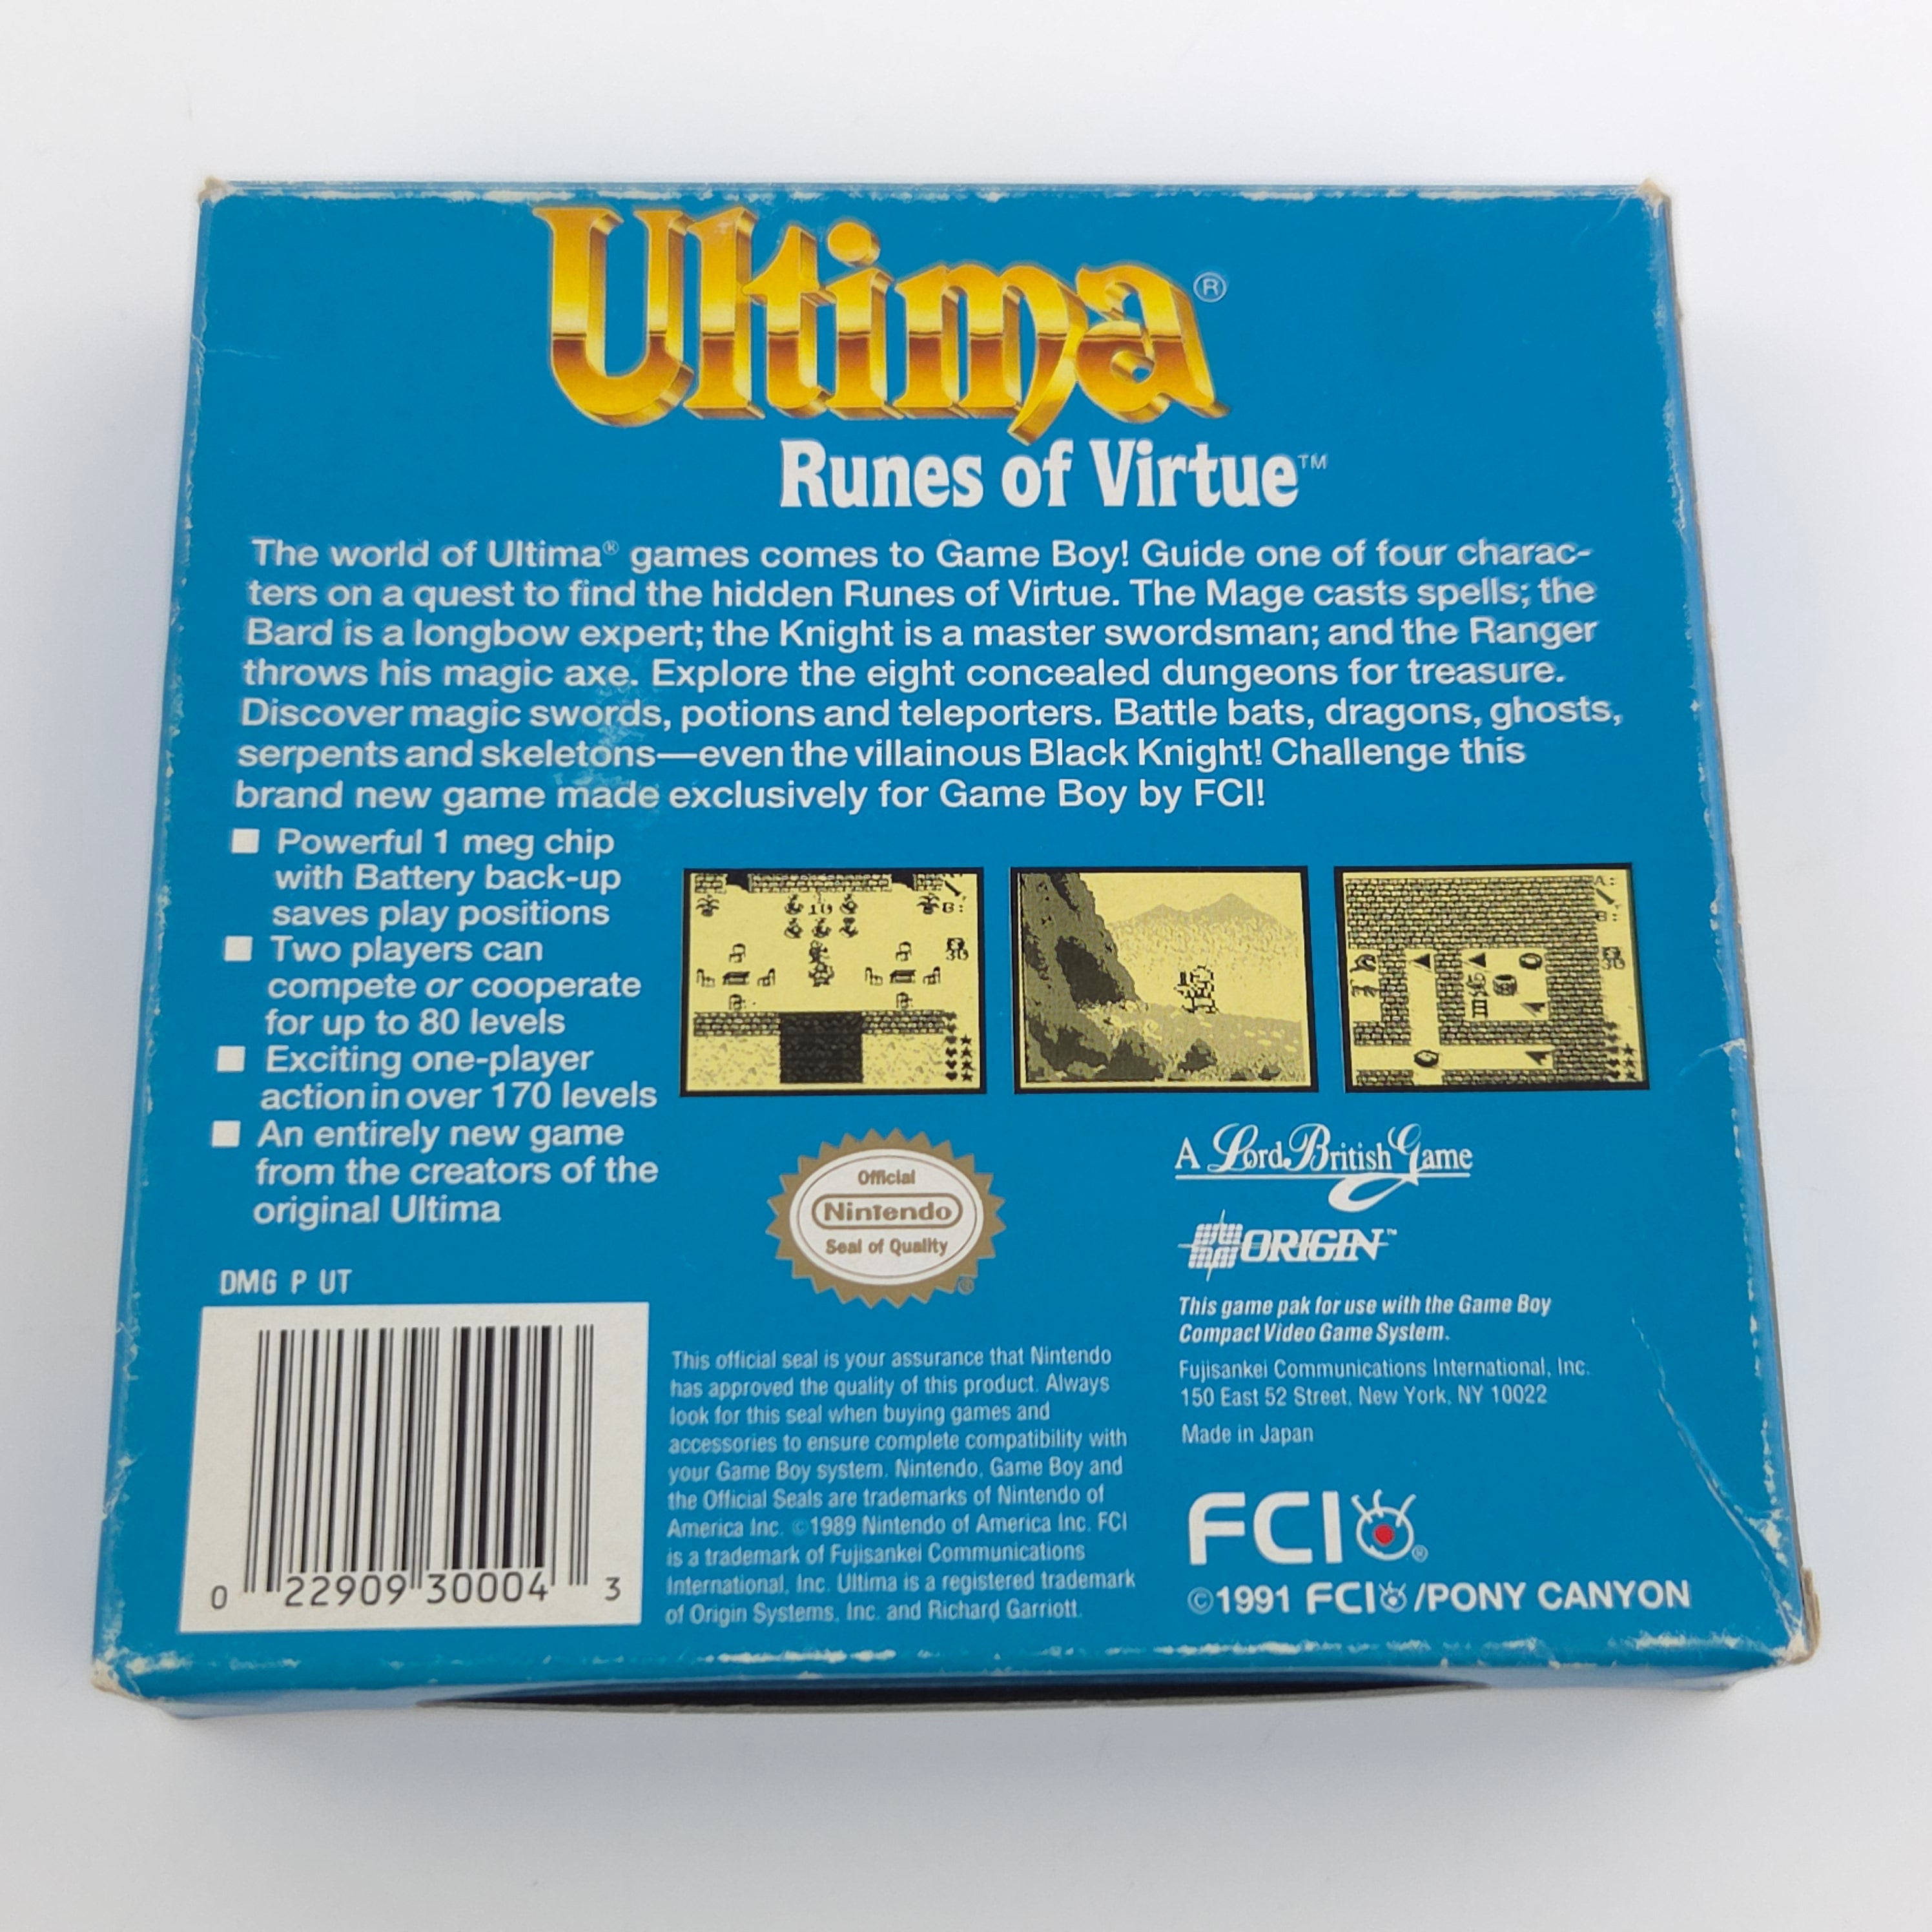 Ultima®
Runes of Virtue™
The world of Ultima® games comes to Game Boy! Guide one of four charac-
ters on a quest to find the hidden Runes of Virtue. The Mage casts spells; the
Bard is a longbow expert; the Knight is a master swordsman; and the Ranger
throws his magic axe. Explore the eight concealed dungeons for treasure.
Discover magic swords, potions and teleporters. Battle bats, dragons, ghosts,
serpents and skeletons—even the villainous Black Knight! Challenge this
brand new game made exclusively for Game Boy by FCI!
■ Powerful 1 meg chip
with Battery back-up
saves play positions
■ Two players can
compete or cooperate
for up to 80 levels
■ Exciting one-player
action in over 170 levels
■ An entirely new game
from the creators of the
original Ultima
10
B:
30
A:
B:
30
DMG P UT
0 22909 30004 3
Official
Nintendo
Seal of Quality
®
This official seal is your assurance that Nintendo
has approved the quality of this product. Always
look for this seal when buying games and
accessories to ensure complete compatibility with
your Game Boy system. Nintendo, Game Boy and
the Official Seals are trademarks of Nintendo of
America Inc. ©1989 Nintendo of America Inc. FCI
is a trademark of Fujisankei Communications
International, Inc. Ultima is a registered trademark
of Origin Systems, Inc. and Richard Garriott.
A Lord British Game
ORIGIN™
This game pak for use with the Game Boy
Compact Video Game System.
Fujisankei Communications International, Inc.
150 East 52 Street, New York, NY 10022
Made in Japan
FCI®
©1991 FCI/PONY CANYON